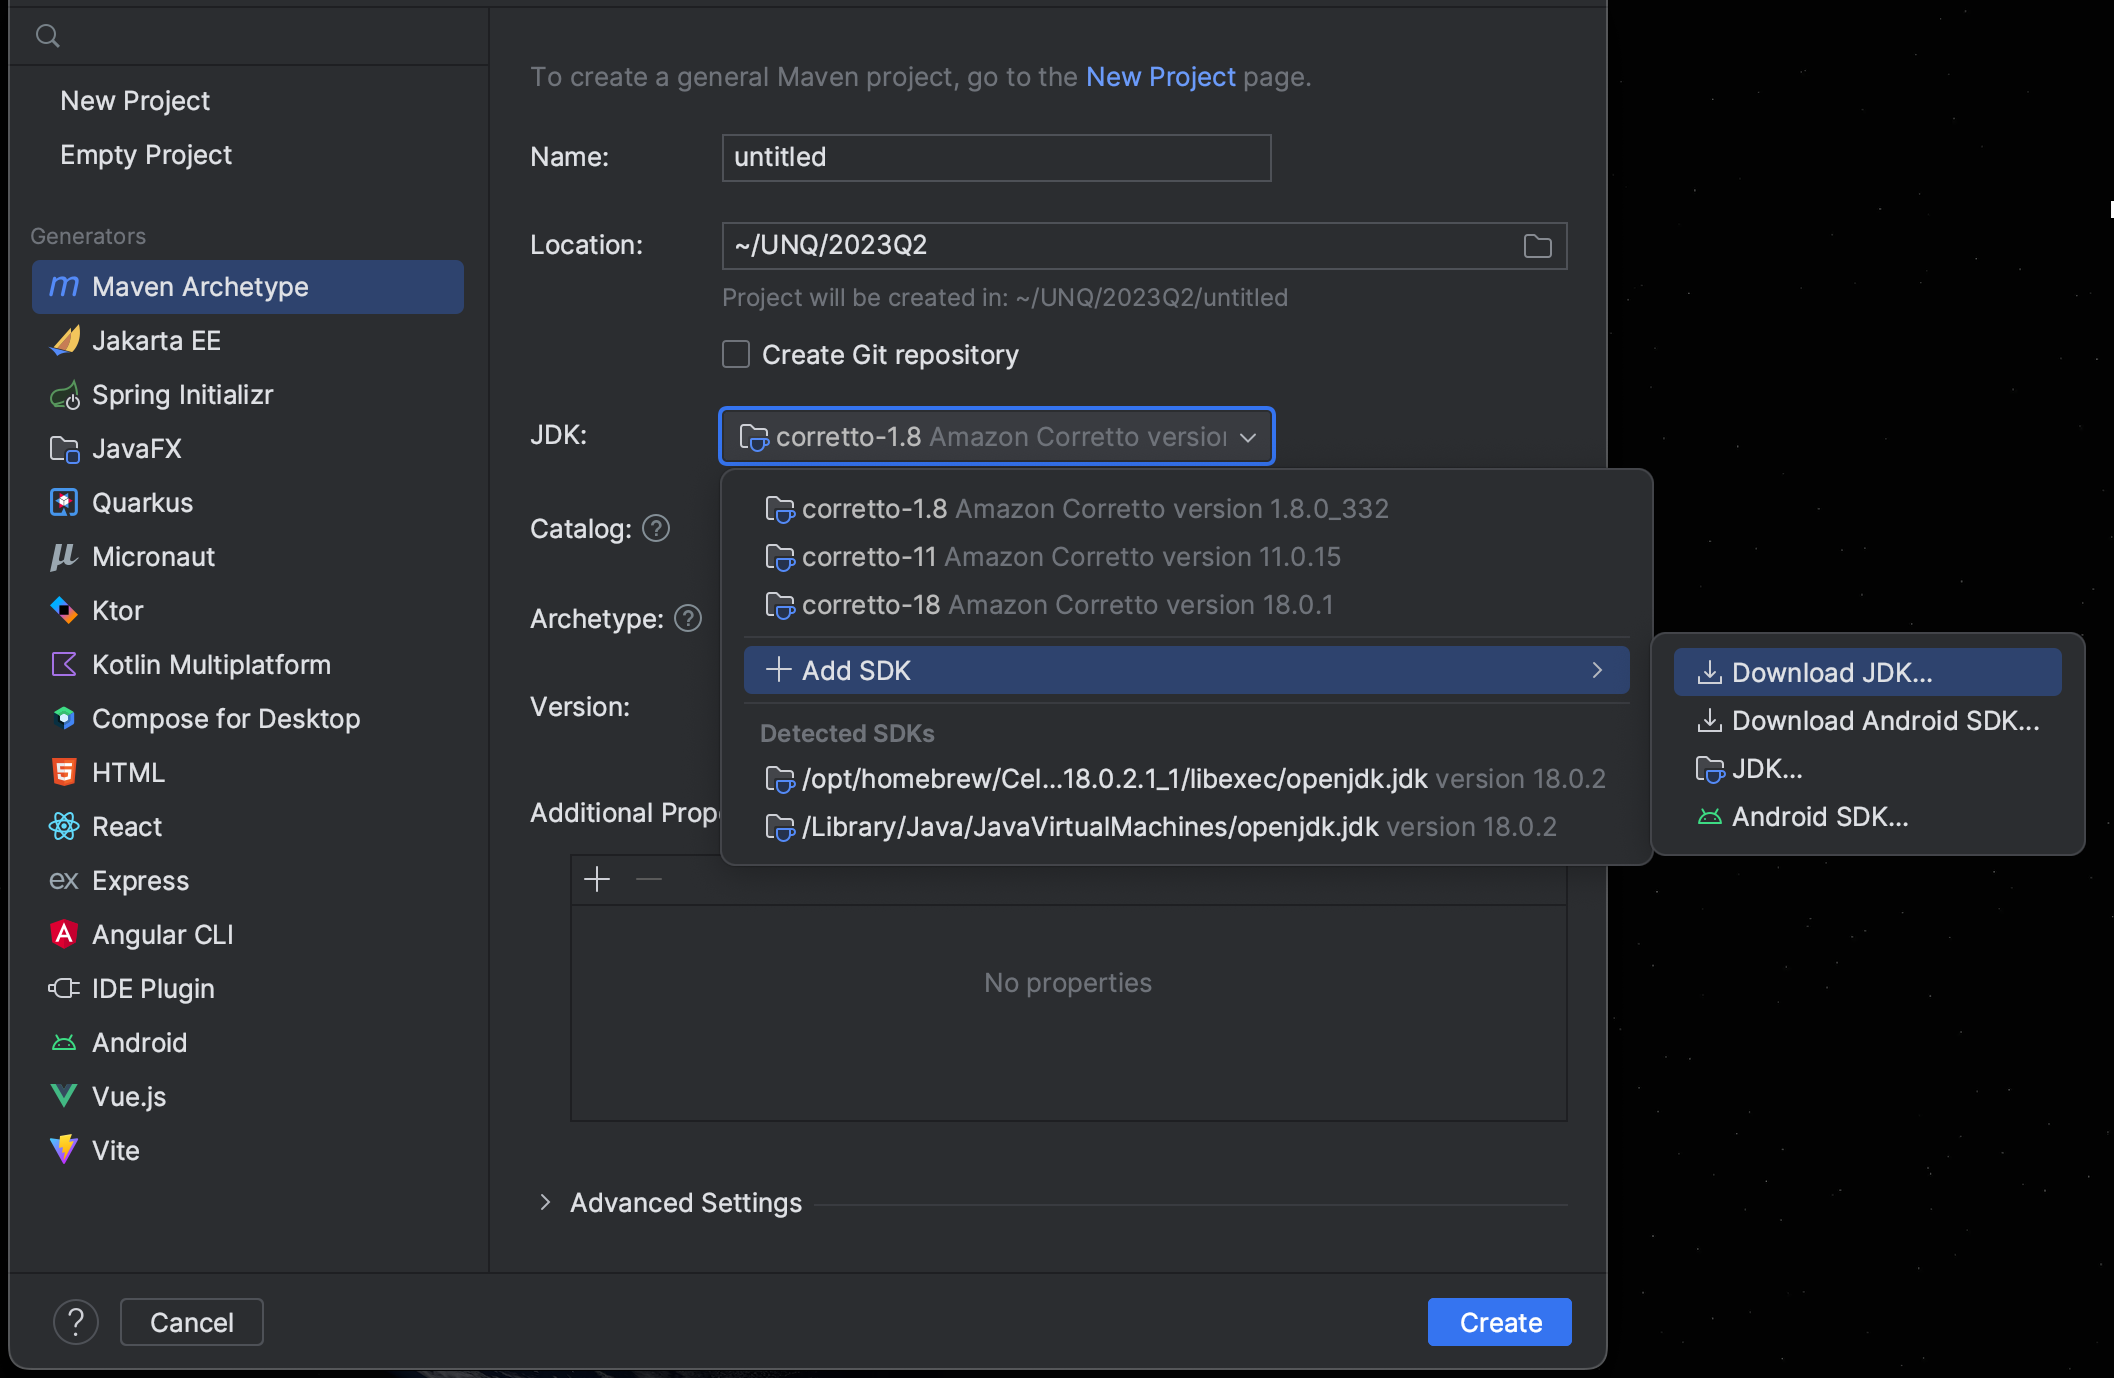 New Project
Empty Project
Generators
Maven Archetype
Jakarta EE
Spring Initializr
JavaFX
Quarkus
Micronaut
Ktor
Kotlin Multiplatform
Compose for Desktop
HTML
React
ex Express
Angular CLI
IDE Plugin
Android
Vue.js
Vite
To create a general Maven project, go to the New Project page.
Name: untitled
Location: ~/UNQ/2023Q2
Project will be created in: ~/UNQ/2023Q2/untitled
Create Git repository
JDK: corretto-1.8 Amazon Corretto version
corretto-1.8 Amazon Corretto version 1.8.0_332
Catalog: ?
corretto-11 Amazon Corretto version 11.0.15
corretto-18 Amazon Corretto version 18.0.1
Archetype: ?
Add SDK
Version:
Detected SDKs
/opt/homebrew/Cel...18.0.2.1_1/libexec/openjdk.jdk version 18.0.2
Additional Prop
/Library/Java/JavaVirtualMachines/openjdk.jdk version 18.0.2
Download JDK...
Download Android SDK...
JDK...
Android SDK...
No properties
Advanced Settings
? Cancel
Create